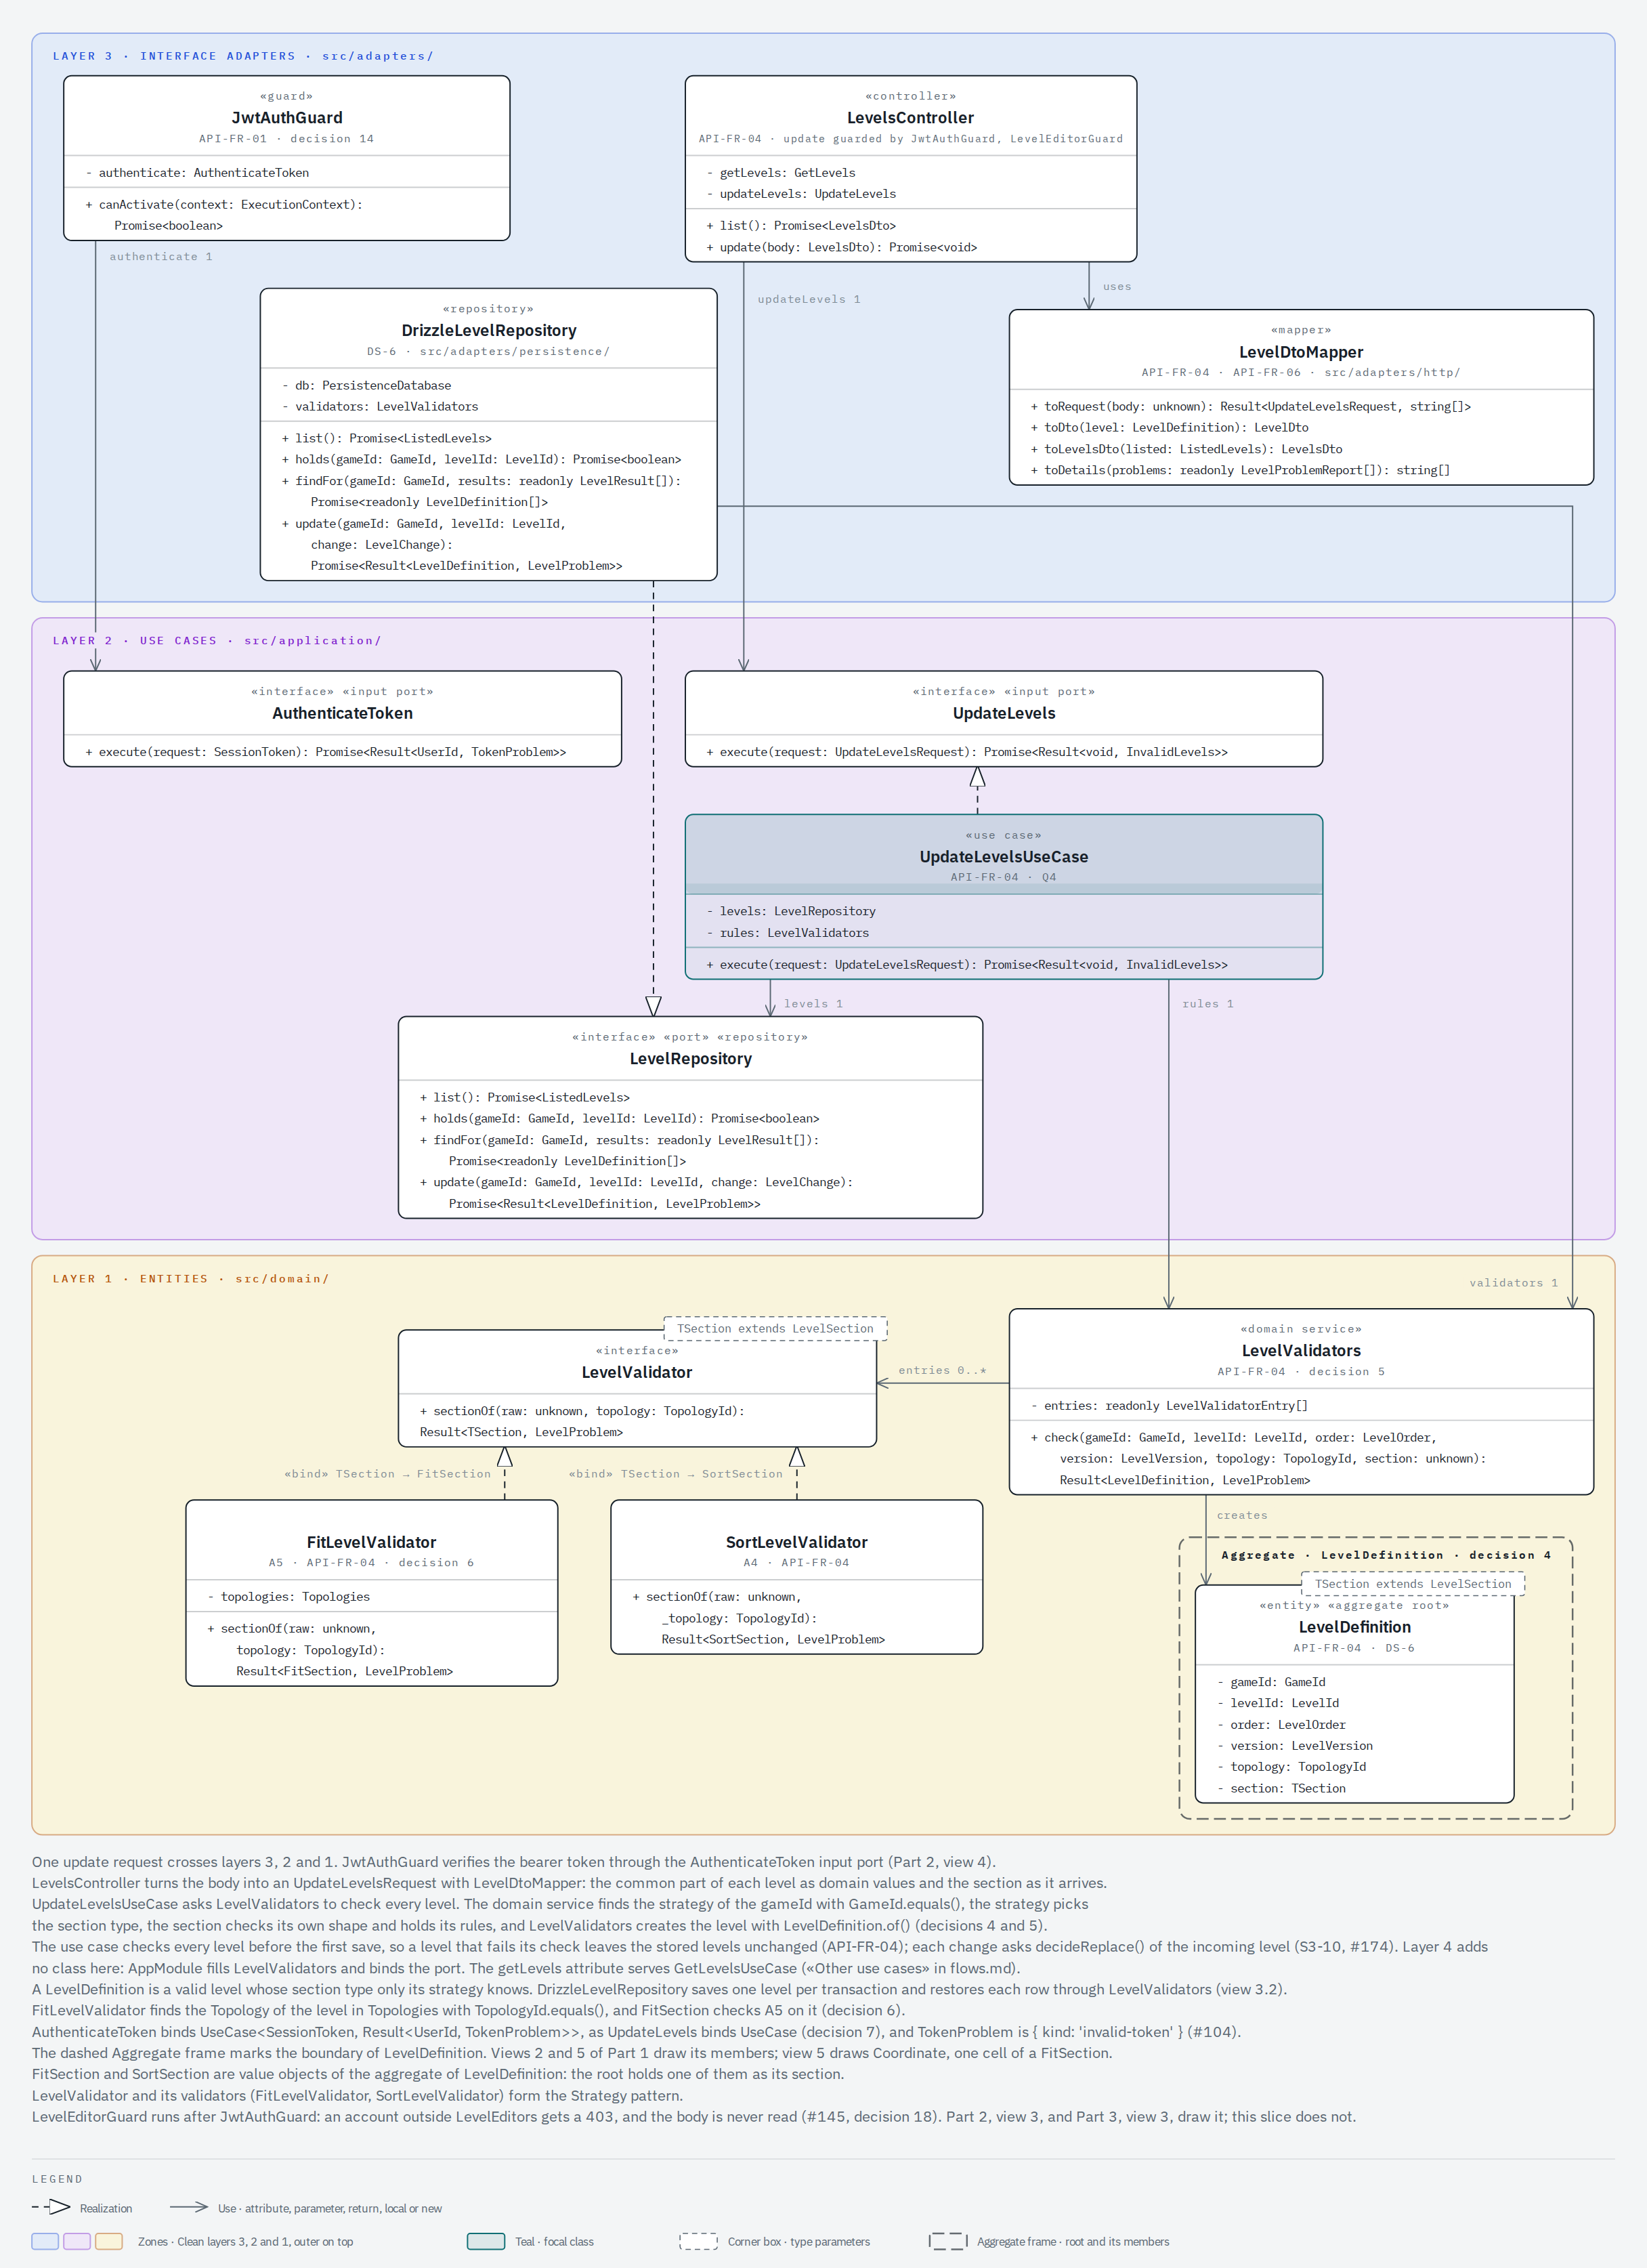 LAYER 3 · INTERFACE ADAPTERS · src/adapters/
«guard»
JwtAuthGuard
API-FR-01 · decision 14
- authenticate: AuthenticateToken
+ canActivate(context: ExecutionContext):
Promise<boolean>
authenticate 1
«controller»
LevelsController
API-FR-04 · update guarded by JwtAuthGuard, LevelEditorGuard
- getLevels: GetLevels
- updateLevels: UpdateLevels
+ list(): Promise<LevelsDto>
+ update(body: LevelsDto): Promise<void>
updateLevels 1
uses
«repository»
DrizzleLevelRepository
DS-6 · src/adapters/persistence/
- db: PersistenceDatabase
- validators: LevelValidators
+ list(): Promise<ListedLevels>
+ holds(gameId: GameId, levelId: LevelId): Promise<boolean>
+ findFor(gameId: GameId, results: readonly LevelResult[]):
Promise<readonly LevelDefinition[]>
+ update(gameId: GameId, levelId: LevelId,
change: LevelChange):
Promise<Result<LevelDefinition, LevelProblem>>
«mapper»
LevelDtoMapper
API-FR-04 · API-FR-06 · src/adapters/http/
+ toRequest(body: unknown): Result<UpdateLevelsRequest, string[]>
+ toDto(level: LevelDefinition): LevelDto
+ toLevelsDto(listed: ListedLevels): LevelsDto
+ toDetails(problems: readonly LevelProblemReport[]): string[]
LAYER 2 · USE CASES · src/application/
«interface» «input port»
AuthenticateToken
+ execute(request: SessionToken): Promise<Result<UserId, TokenProblem>>
«interface» «input port»
UpdateLevels
+ execute(request: UpdateLevelsRequest): Promise<Result<void, InvalidLevels>>
«use case»
UpdateLevelsUseCase
API-FR-04 · Q4
- levels: LevelRepository
- rules: LevelValidators
+ execute(request: UpdateLevelsRequest): Promise<Result<void, InvalidLevels>>
levels 1
rules 1
«interface» «port» «repository»
LevelRepository
+ list(): Promise<ListedLevels>
+ holds(gameId: GameId, levelId: LevelId): Promise<boolean>
+ findFor(gameId: GameId, results: readonly LevelResult[]):
Promise<readonly LevelDefinition[]>
+ update(gameId: GameId, levelId: LevelId, change: LevelChange):
Promise<Result<LevelDefinition, LevelProblem>>
LAYER 1 · ENTITIES · src/domain/
validators 1
TSection extends LevelSection
«interface»
LevelValidator
+ sectionOf(raw: unknown, topology: TopologyId):
Result<TSection, LevelProblem>
entries 0..*
«domain service»
LevelValidators
API-FR-04 · decision 5
- entries: readonly LevelValidatorEntry[]
+ check(gameId: GameId, levelId: LevelId, order: LevelOrder,
version: LevelVersion, topology: TopologyId, section: unknown):
Result<LevelDefinition, LevelProblem>
«bind» TSection → FitSection
«bind» TSection → SortSection
creates
FitLevelValidator
A5 · API-FR-04 · decision 6
- topologies: Topologies
+ sectionOf(raw: unknown,
topology: TopologyId):
Result<FitSection, LevelProblem>
SortLevelValidator
A4 · API-FR-04
+ sectionOf(raw: unknown,
_topology: TopologyId):
Result<SortSection, LevelProblem>
Aggregate · LevelDefinition · decision 4
TSection extends LevelSection
«entity» «aggregate root»
LevelDefinition
API-FR-04 · DS-6
- gameId: GameId
- levelId: LevelId
- order: LevelOrder
- version: LevelVersion
- topology: TopologyId
- section: TSection
One update request crosses layers 3, 2 and 1. JwtAuthGuard verifies the bearer token through the AuthenticateToken input port (Part 2, view 4).
LevelsController turns the body into an UpdateLevelsRequest with LevelDtoMapper: the common part of each level as domain values and the section as it arrives.
UpdateLevelsUseCase asks LevelValidators to check every level. The domain service finds the strategy of the gameId with GameId.equals(), the strategy picks
the section type, the section checks its own shape and holds its rules, and LevelValidators creates the level with LevelDefinition.of() (decisions 4 and 5).
The use case checks every level before the first save, so a level that fails its check leaves the stored levels unchanged (API-FR-04); each change asks decideReplace() of the incoming level (S3-10, #174). Layer 4 adds
no class here: AppModule fills LevelValidators and binds the port. The getLevels attribute serves GetLevelsUseCase («Other use cases» in flows.md).
A LevelDefinition is a valid level whose section type only its strategy knows. DrizzleLevelRepository saves one level per transaction and restores each row through LevelValidators (view 3.2).
FitLevelValidator finds the Topology of the level in Topologies with TopologyId.equals(), and FitSection checks A5 on it (decision 6).
AuthenticateToken binds UseCase<SessionToken, Result<UserId, TokenProblem>>, as UpdateLevels binds UseCase (decision 7), and TokenProblem is { kind: 'invalid-token' } (#104).
The dashed Aggregate frame marks the boundary of LevelDefinition. Views 2 and 5 of Part 1 draw its members; view 5 draws Coordinate, one cell of a FitSection.
FitSection and SortSection are value objects of the aggregate of LevelDefinition: the root holds one of them as its section.
LevelValidator and its validators (FitLevelValidator, SortLevelValidator) form the Strategy pattern.
LevelEditorGuard runs after JwtAuthGuard: an account outside LevelEditors gets a 403, and the body is never read (#145, decision 18). Part 2, view 3, and Part 3, view 3, draw it; this slice does not.
LEGEND
Realization
Use · attribute, parameter, return, local or new
Zones · Clean layers 3, 2 and 1, outer on top
Teal · focal class
Corner box · type parameters
Aggregate frame · root and its members